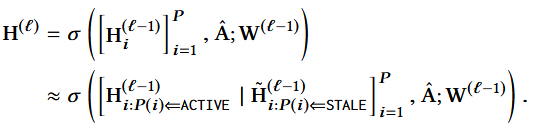 H^{(ℓ)} = σ ( [ H_i^{(ℓ−1)} ]_{i=1}^{P} , Â; W^{(ℓ−1)} )
≈ σ ( [ H_{i:P(i)⇐ACTIVE}^{(ℓ−1)} | H̃_{i:P(i)⇐STALE}^{(ℓ−1)} ]_{i=1}^{P} , Â; W^{(ℓ−1)} ) .